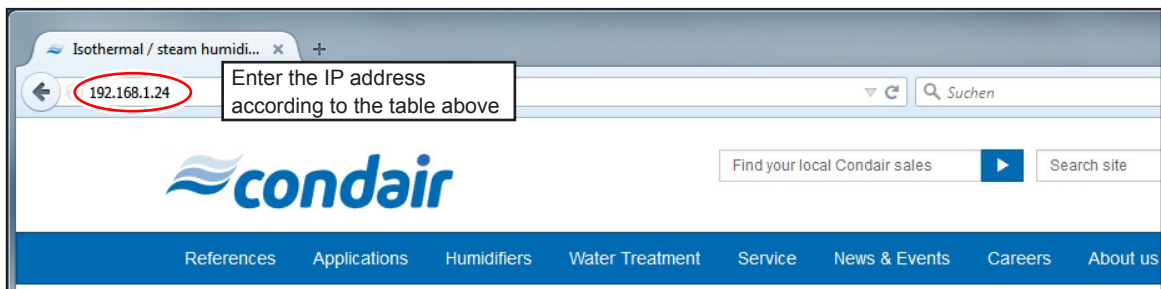 Isothermal / steam humidi... × +
192.168.1.24
Enter the IP address
according to the table above
Suchen
condair
Find your local Condair sales
Search site
References Applications Humidifiers Water Treatment Service News & Events Careers About us